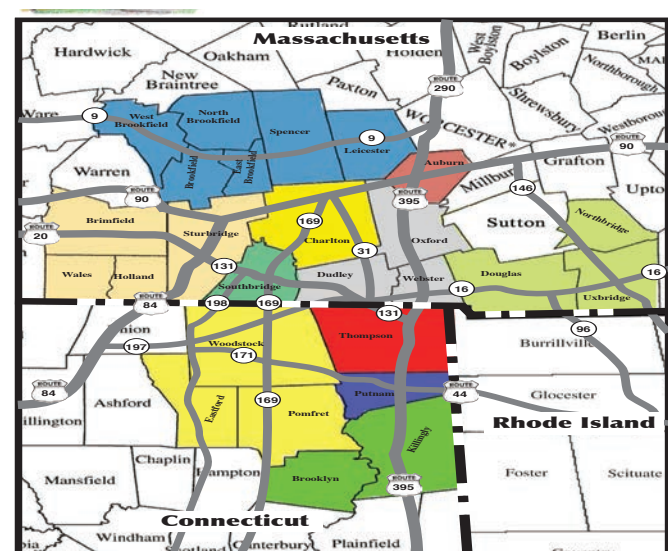 Rutland
Massachusetts
Berlin
West
Boylston
Boylston
Hardwick
Oakham
Holden
New
Braintree
Paxton
Northborough
ROUTE
290
Shrewsbury
WORCESTER*
Ware
9
West
Brookfield
North
Brookfield
Spencer
9
Leicester
Westborough
ROUTE
90
Warren
Brookfield
East
Brookfield
Auburn
Millbury
Grafton
146
ROUTE
90
ROUTE
395
Upto
ROUTE
20
Brimfield
Sturbridge
169
Charlton
31
Oxford
Sutton
Northbridge
131
Wales
Holland
Southbridge
Dudley
Webster
Douglas
16
16
Uxbridge
ROUTE
84
198
169
131
Union
197
Woodstock
171
Thompson
96
Burrillville
ROUTE
84
Ashford
Eastford
169
Pomfret
Putnam
ROUTE
44
Glocester
illington
Rhode Island
Killingly
Chaplin
Hampton
Mansfield
Brooklyn
ROUTE
395
Foster
Scituate
Connecticut
Windham
Scotland
Canterbury
Plainfield